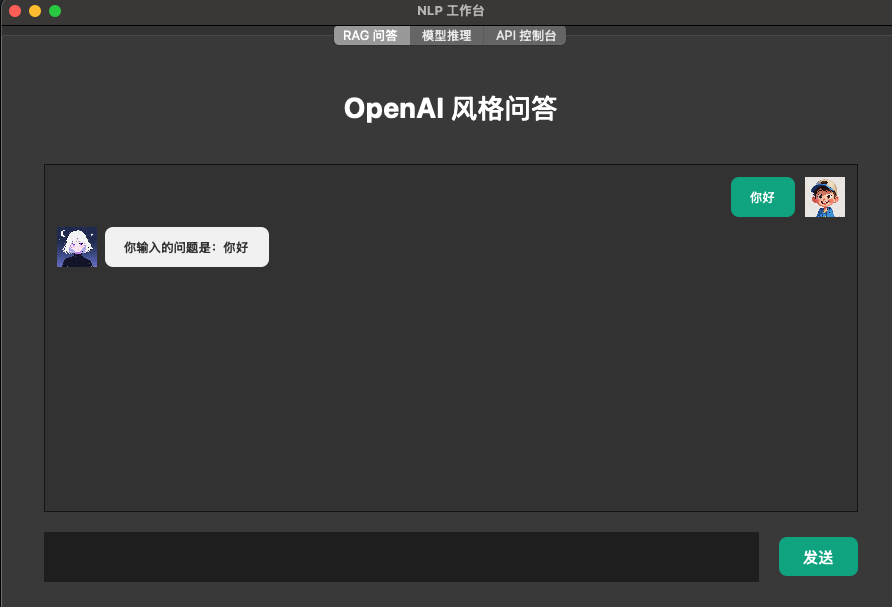 NLP 工作台
RAG 问答
模型推理
API 控制台
OpenAI 风格问答
你好
你输入的问题是：你好
发送